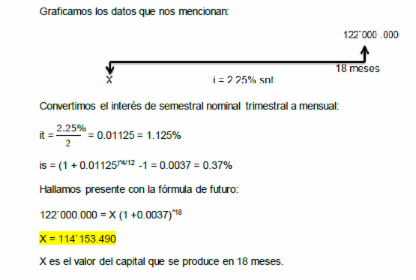 Graficamos los datos que nos mencionan:
122'000 .000
X
i = 2.25% snt
18 meses
Convertimos el interés de semestral nominal trimestral a mensual:
it = 2.25%/2 = 0.01125 = 1.125%
is = (1 + 0.01125)^4/12 -1 = 0.0037 = 0.37%
Hallamos presente con la fórmula de futuro:
122'000.000 = X (1 +0.0037)^18
X = 114'153.490
X es el valor del capital que se produce en 18 meses.